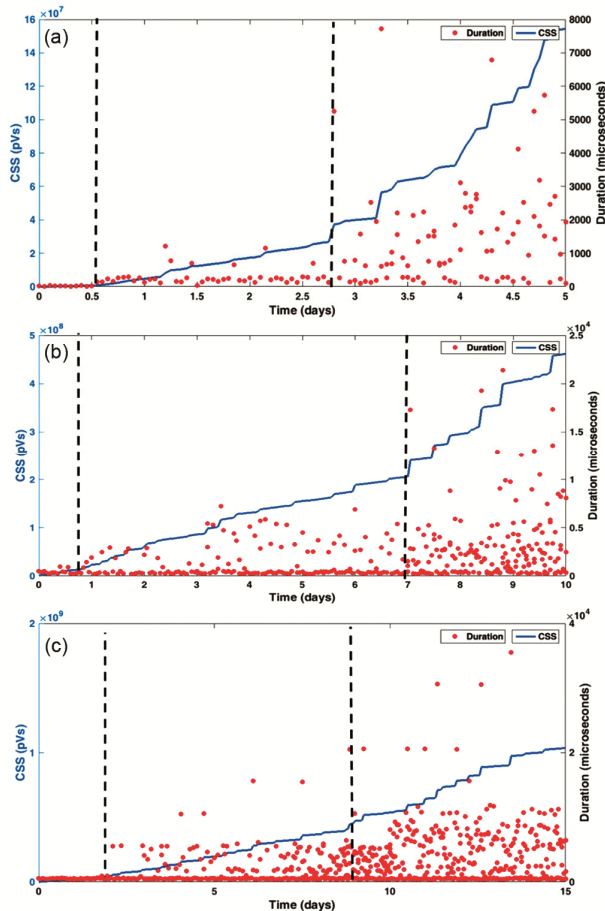 (a)
×10⁷
16
14
12
10
8
6
4
2
0
CSS (pVs)
Duration
CSS
8000
7000
6000
5000
4000
3000
2000
1000
0
Duration (microseconds)
0 0.5 1 1.5 2 2.5 3 3.5 4 4.5 5
Time (days)
(b)
×10⁸
5
4
3
2
1
0
CSS (pVs)
Duration
CSS
×10⁴
2.5
2
1.5
1
0.5
0
Duration (microseconds)
0 1 2 3 4 5 6 7 8 9 10
Time (days)
(c)
×10⁹
2
1
0
CSS (pVs)
Duration
CSS
×10⁴
4
2
0
Duration (microseconds)
0 5 10 15
Time (days)